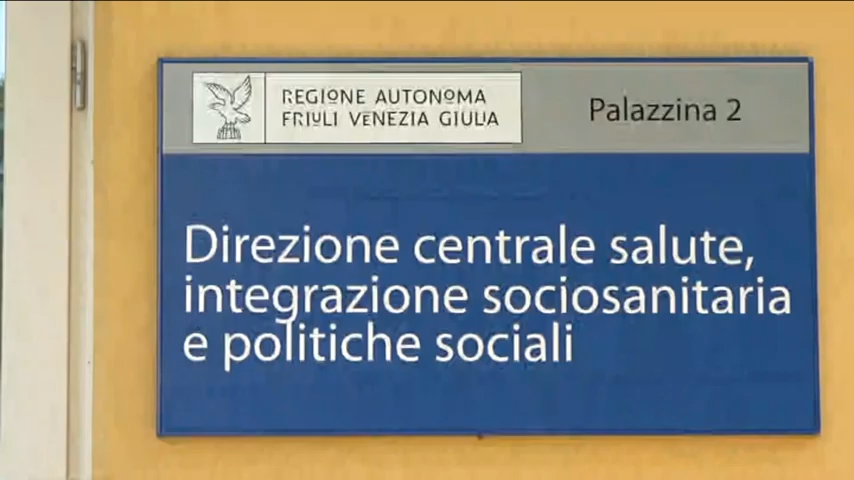 REGIONE AUTONOMA
FRIULI VENEZIA GIULIA
Palazzina 2
Direzione centrale salute,
integrazione sociosanitaria
e politiche sociali